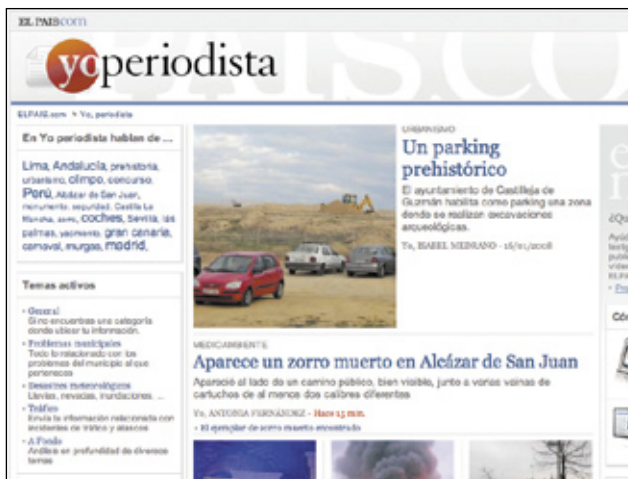 EL PAIS.com
yo periodista
ELPAIS.com > Yo, periodista
En Yo periodista hablan de ...
Lima, Andalucía, prehistoria,
urbanismo, olimpo, concurso,
Perú, Alcázar de San Juan,
monumento, seguridad, Castilla La
Mancha, zorro, coches, Sevilla, las
palmas, yacimiento, gran canaria,
carnaval, murgas, madrid,
Temas activos
General
Si no encuentras una categoría
donde ubicar tu información.
Problemas municipales
Todo lo relacionado con los
problemas del municipio al que
perteneces
Desastres meteorológicos
Lluvias, nevadas, inundaciones, ...
Tráfico
Envía tu información relacionada con
incidentes de tráfico y atascos
A Fondo
Análisis en profundidad de diversos
temas
URBANISMO
Un parking
prehistórico
El ayuntamiento de Castilleja de
Guzmán habilita como parking una zona
donde se realizan excavaciones
arqueológicas.
Yo, ISABEL MEDRANO - 16/01/2008
MEDIOAMBIENTE
Aparece un zorro muerto en Alcázar de San Juan
Apareció al lado de un camino público, bien visible, junto a varias vainas de
cartuchos de al menos dos calibres diferentes
Yo, ANTONIA FERNÁNDEZ - Hace 15 min.
El ejemplar de zorro muerto encontrado